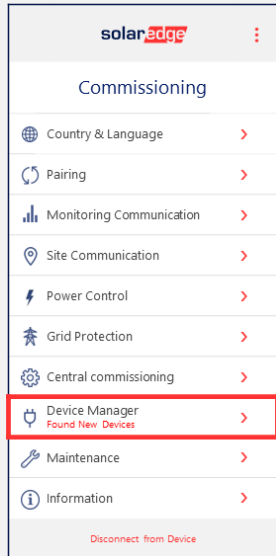 solaredge
Commissioning
Country & Language
Pairing
Monitoring Communication
Site Communication
Power Control
Grid Protection
Central commissioning
Device Manager
Found New Devices
Maintenance
Information
Disconnect from Device